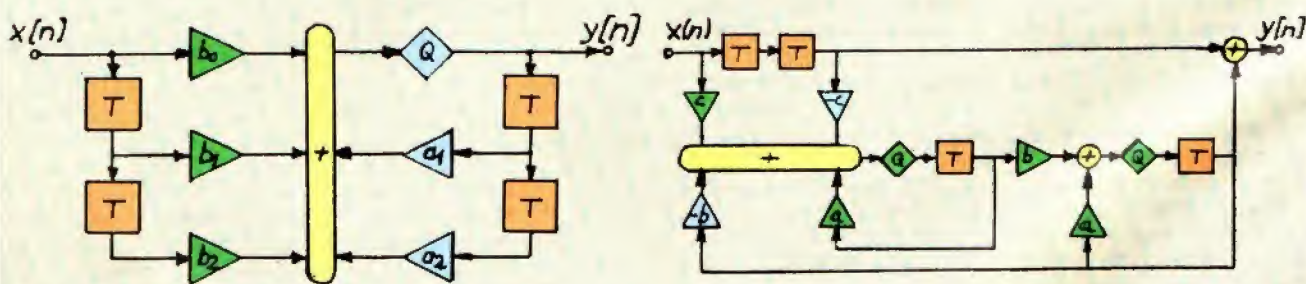 x[n]
b₀
Q
y[n]
T
T
b₁
+
a₁
T
T
b₂
a₂
x(n)
T
T
+
y[n]
c
-c
+
Q
T
b
+
Q
T
-b
a
a